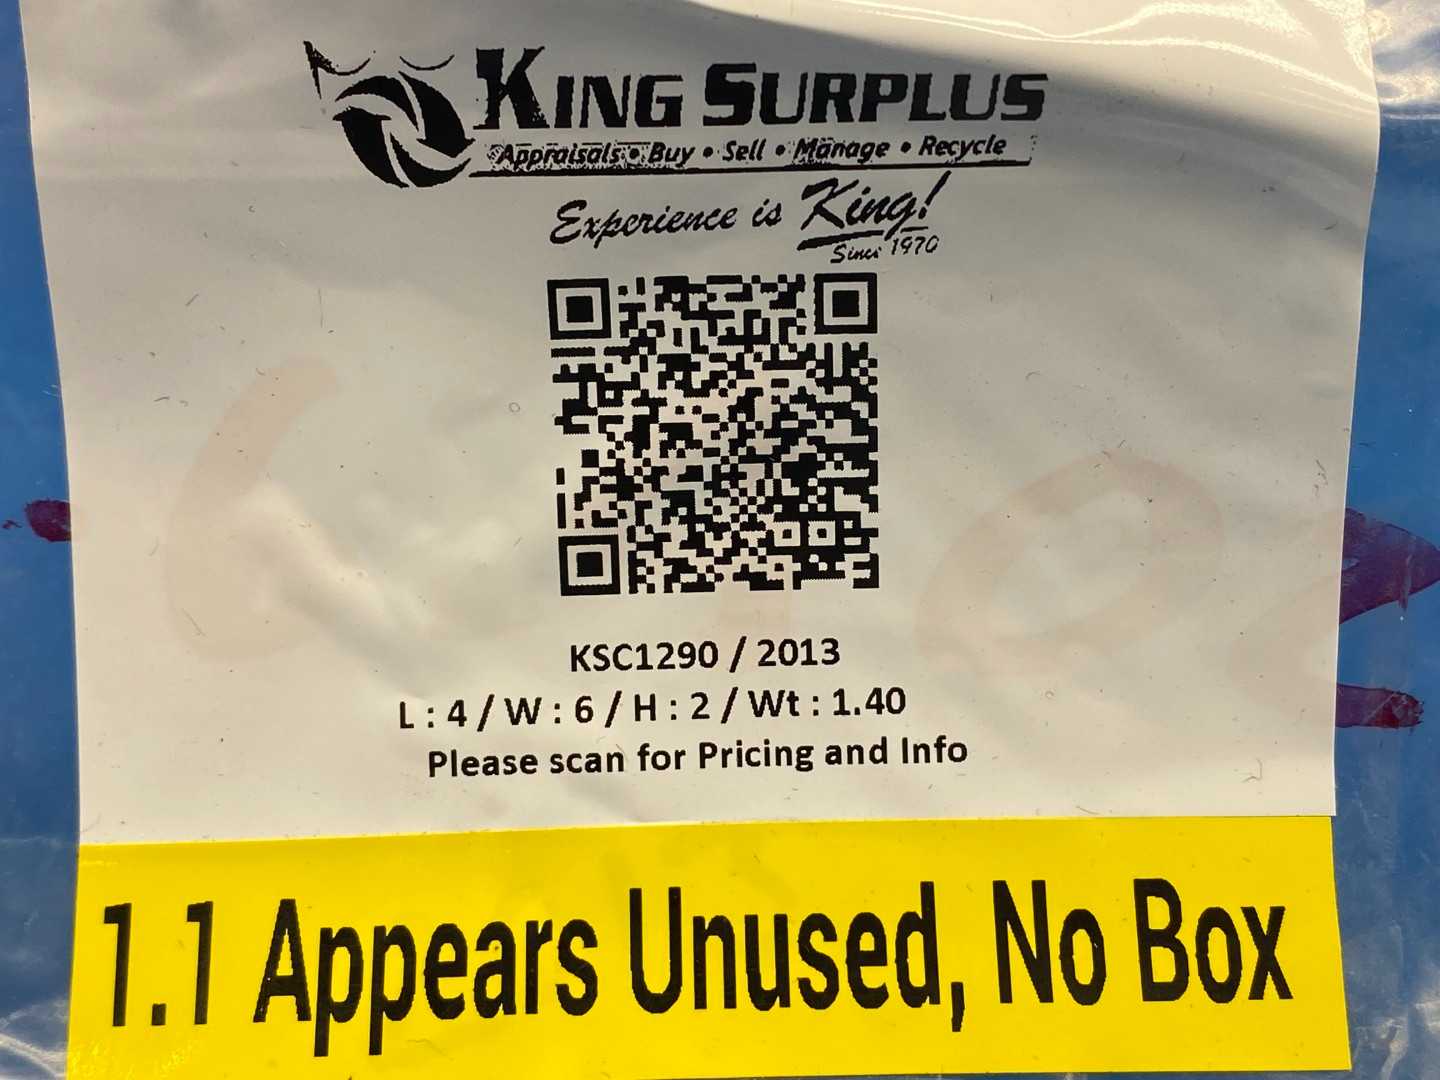 KING SURPLUS
Appraisals • Buy • Sell • Manage • Recycle
Experience is King!
Since 1970
KSC1290 / 2013
L : 4 / W : 6 / H : 2 / Wt : 1.40
Please scan for Pricing and Info
1.1 Appears Unused, No Box